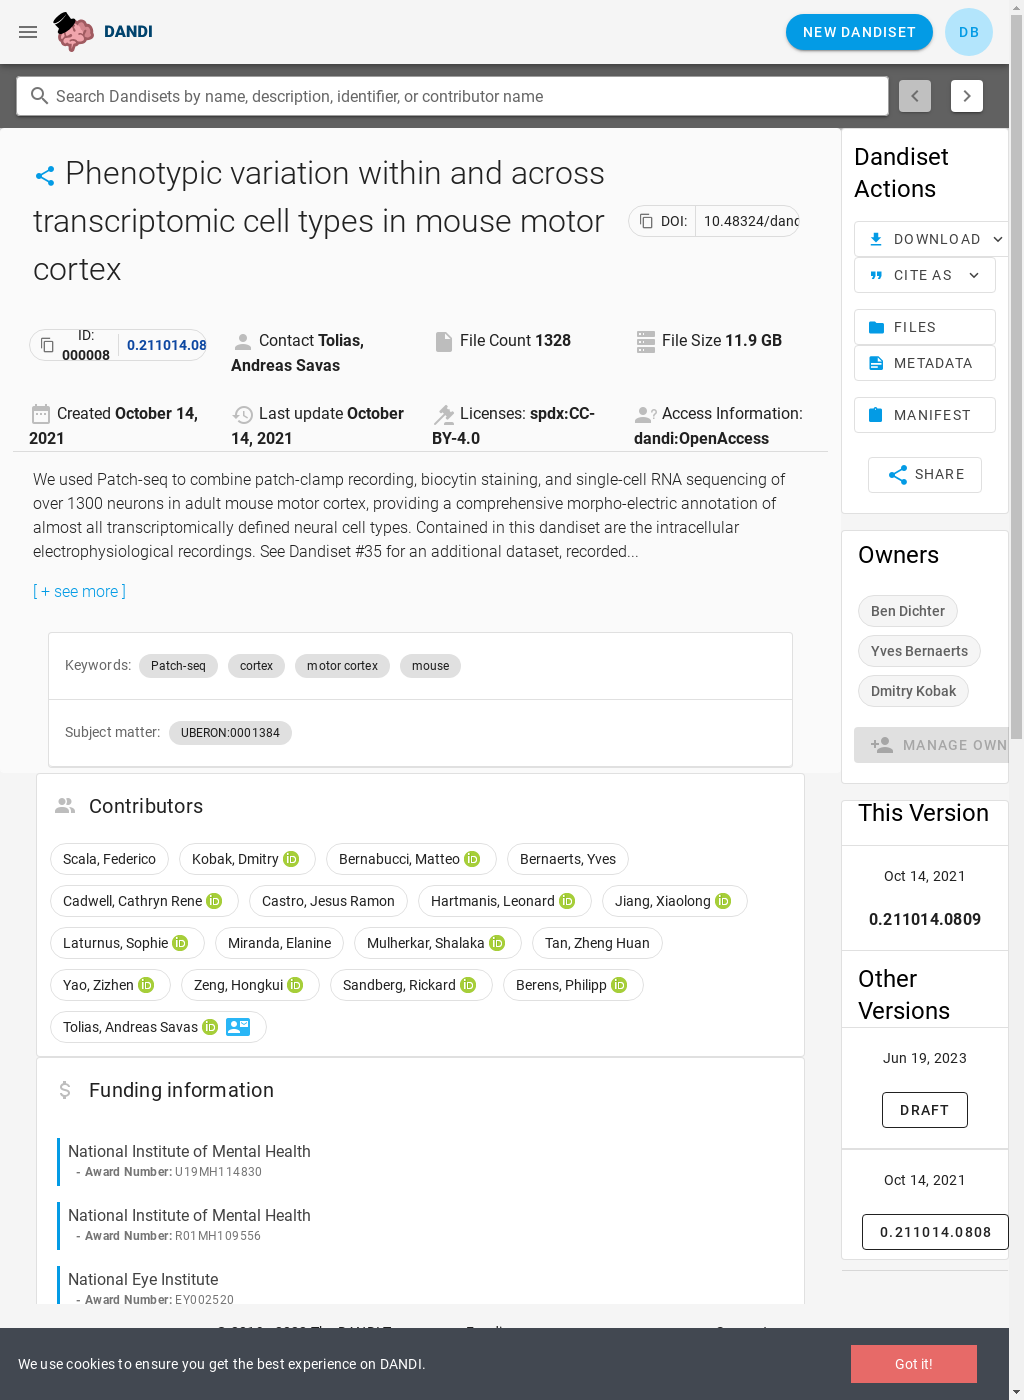 DANDI
NEW DANDISET
DB
Search Dandisets by name, description, identifier, or contributor name
Phenotypic variation within and across
transcriptomic cell types in mouse motor
cortex
DOI: 10.48324/danc
ID:
000008
0.211014.08
Contact Tolias,
Andreas Savas
File Count 1328
File Size 11.9 GB
Created October 14,
2021
Last update October
14, 2021
Licenses: spdx:CC-
BY-4.0
Access Information:
dandi:OpenAccess
We used Patch-seq to combine patch-clamp recording, biocytin staining, and single-cell RNA sequencing of
over 1300 neurons in adult mouse motor cortex, providing a comprehensive morpho-electric annotation of
almost all transcriptomically defined neural cell types. Contained in this dandiset are the intracellular
electrophysiological recordings. See Dandiset #35 for an additional dataset, recorded...
[ + see more ]
Keywords: Patch-seq cortex motor cortex mouse
Subject matter: UBERON:0001384
Contributors
Scala, Federico Kobak, Dmitry Bernabucci, Matteo Bernaerts, Yves
Cadwell, Cathryn Rene Castro, Jesus Ramon Hartmanis, Leonard Jiang, Xiaolong
Laturnus, Sophie Miranda, Elanine Mulherkar, Shalaka Tan, Zheng Huan
Yao, Zizhen Zeng, Hongkui Sandberg, Rickard Berens, Philipp
Tolias, Andreas Savas
Funding information
National Institute of Mental Health
- Award Number: U19MH114830
National Institute of Mental Health
- Award Number: R01MH109556
National Eye Institute
- Award Number: EY002520
Dandiset
Actions
DOWNLOAD
CITE AS
FILES
METADATA
MANIFEST
SHARE
Owners
Ben Dichter
Yves Bernaerts
Dmitry Kobak
MANAGE OWN
This Version
Oct 14, 2021
0.211014.0809
Other
Versions
Jun 19, 2023
DRAFT
Oct 14, 2021
0.211014.0808
We use cookies to ensure you get the best experience on DANDI.
Got it!